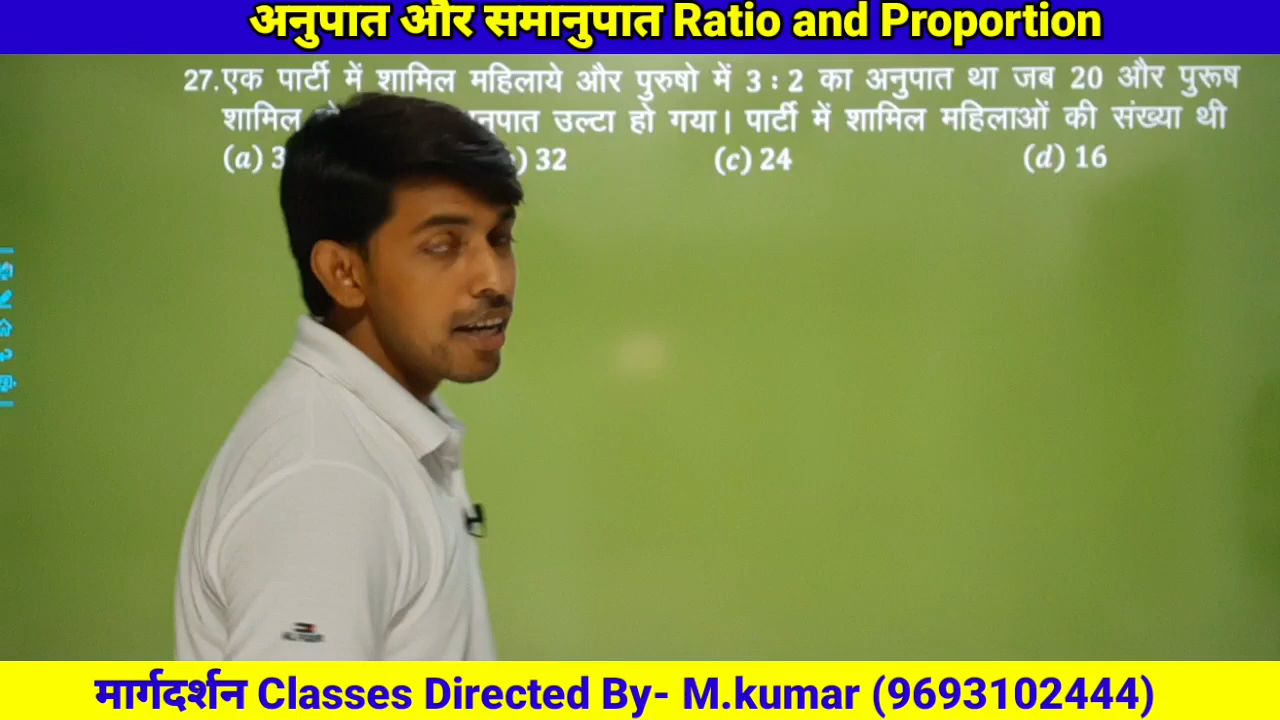 अनुपात और समानुपात Ratio and Proportion
27.एक पार्टी में शामिल महिलाये और पुरुषो में 3 : 2 का अनुपात था जब 20 और पुरूष
शामिल उल्टा हो गया। पार्टी में शामिल महिलाओं की संख्या थी
(a) 32 (c) 24 (d) 16
मार्गदर्शन Classes Directed By- M.kumar (9693102444)